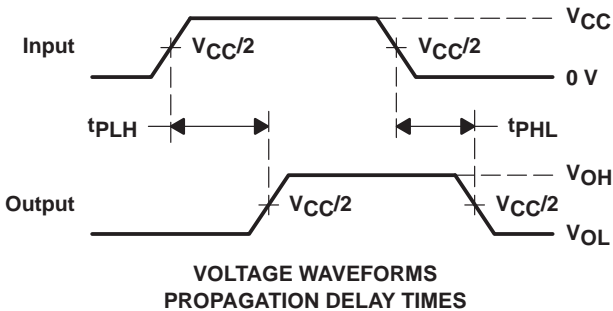 VCC
Input VCC/2 VCC/2
0 V
tPLH tPHL
VOH
Output VCC/2 VCC/2
VOL
VOLTAGE WAVEFORMS
PROPAGATION DELAY TIMES